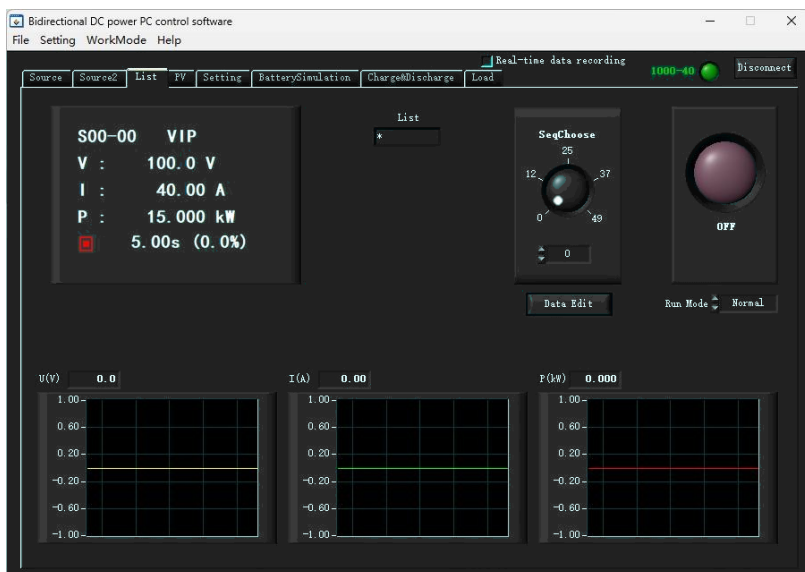 Bidirectional DC power PC control software
File Setting WorkMode Help
Real-time data recording
1000-40
Disconnect
Source Source2 List PV Setting BatterySimulation Charge&Discharge Load
S00-00 VIP
V : 100.0 V
I : 40.00 A
P : 15.000 kW
5.00s (0.0%)
List
*
SeqChoose
25
12 37
0 49
0
Data Edit
OFF
Run Mode Normal
U(V) 0.0
1.00
0.60
0.20
-0.20
-0.60
-1.00
I(A) 0.00
1.00
0.60
0.20
-0.20
-0.60
-1.00
P(kW) 0.000
1.00
0.60
0.20
-0.20
-0.60
-1.00